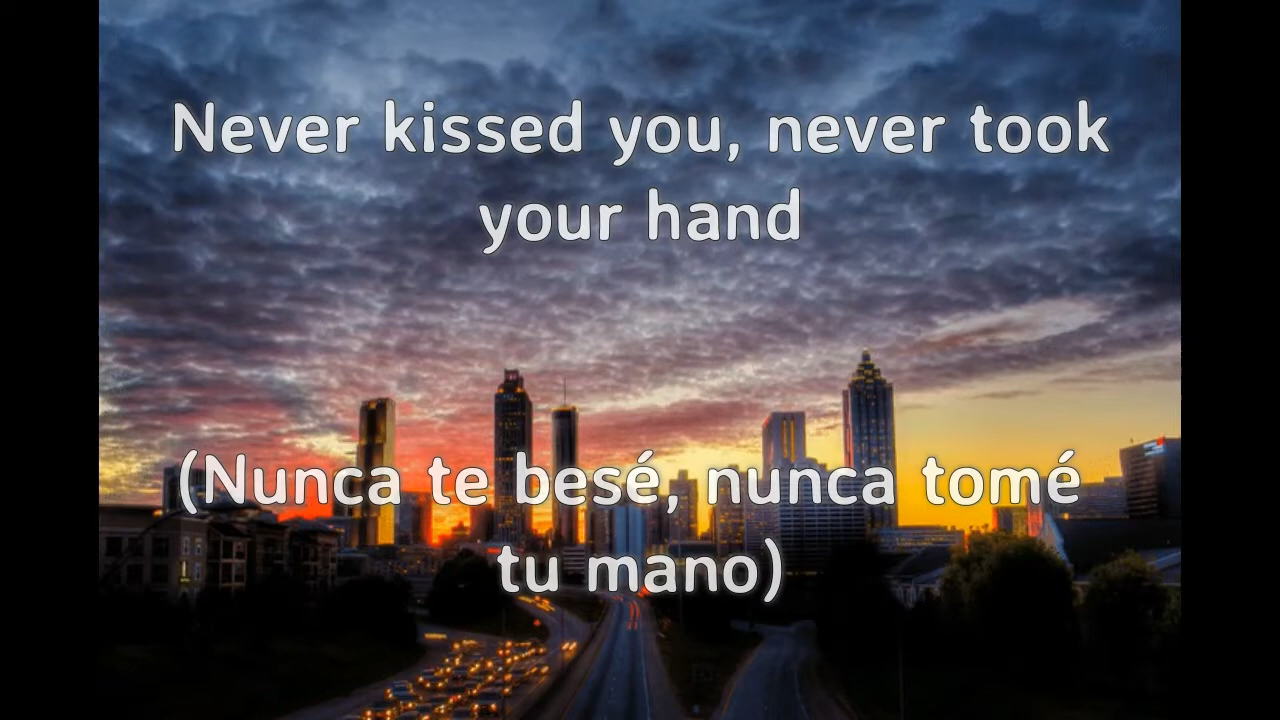 Never kissed you, never took
your hand
(Nunca te besé, nunca tomé
tu mano)